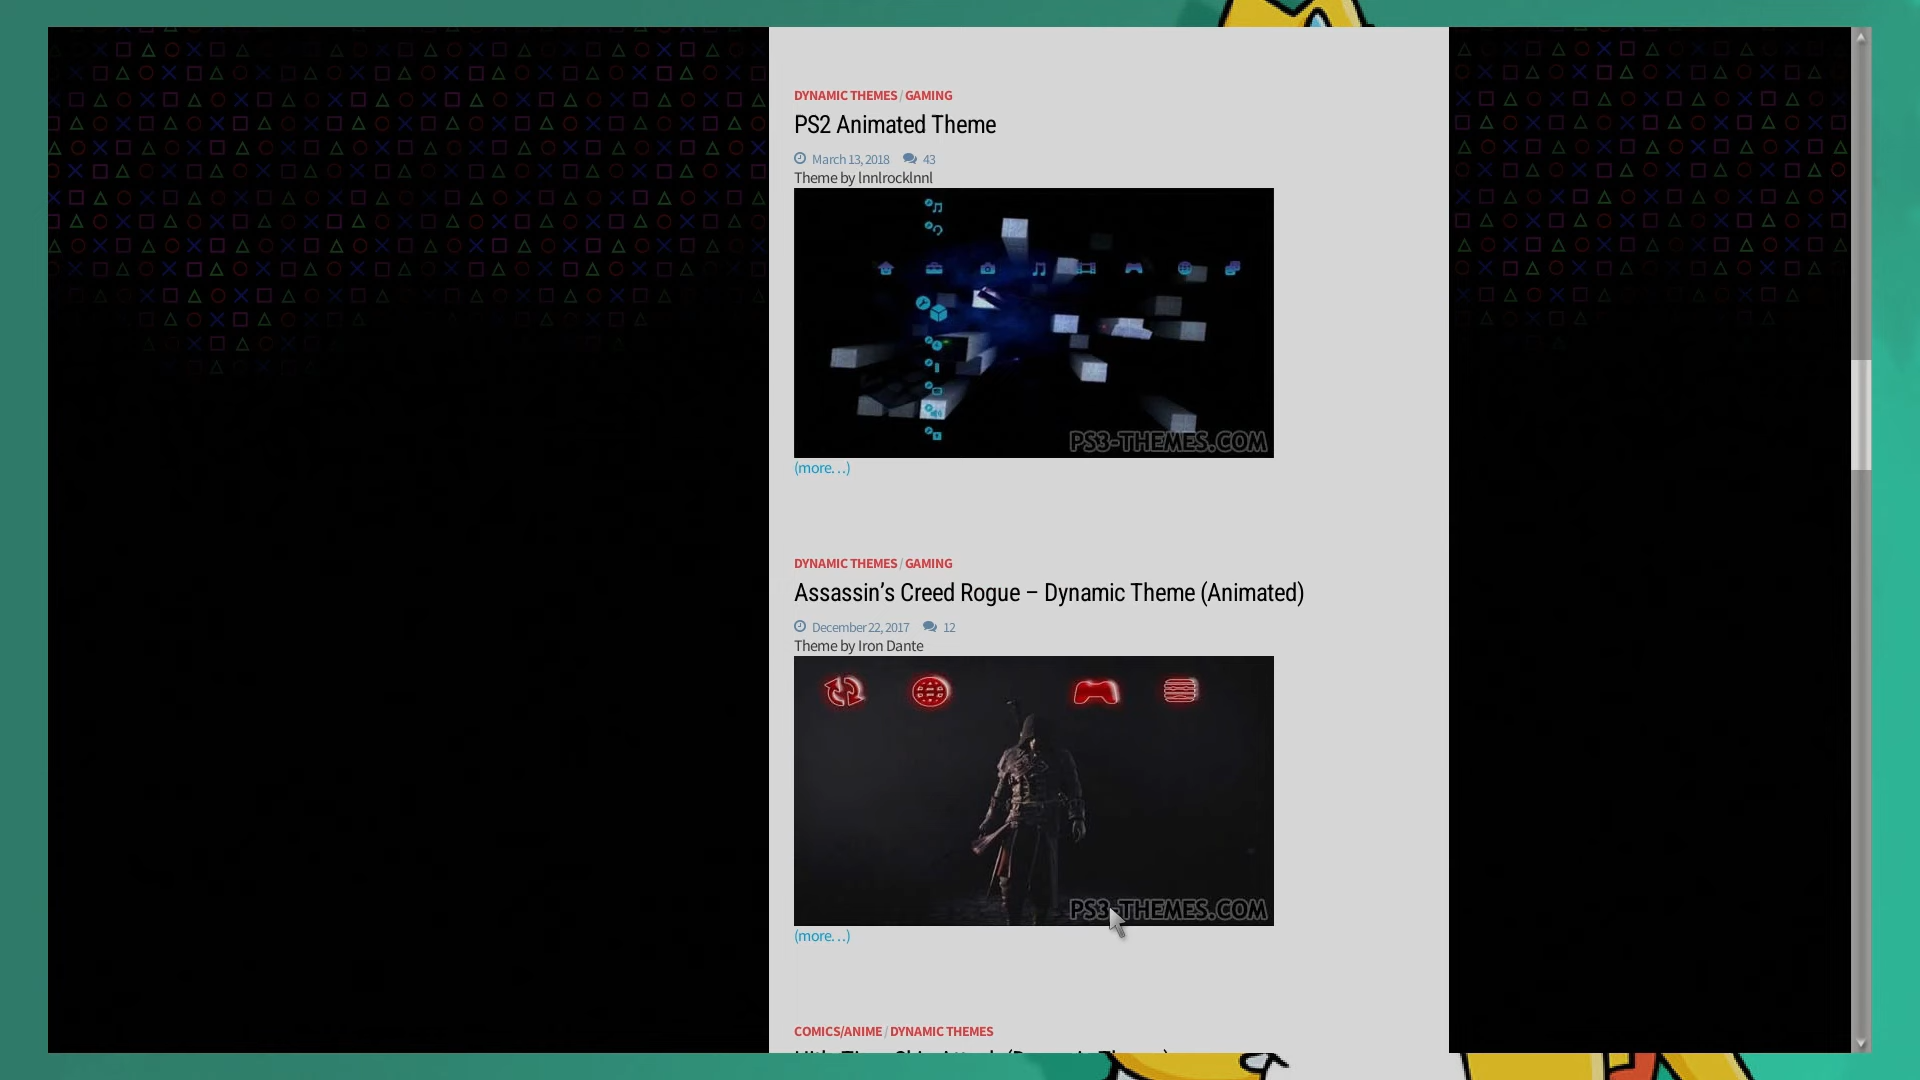 DYNAMIC THEMES / GAMING
PS2 Animated Theme
March 13, 2018 43
Theme by lnnlrocklnnl
PS3-THEMES.COM
(more…)
DYNAMIC THEMES / GAMING
Assassin’s Creed Rogue – Dynamic Theme (Animated)
December 22, 2017 12
Theme by Iron Dante
PS3-THEMES.COM
(more…)
COMICS/ANIME / DYNAMIC THEMES